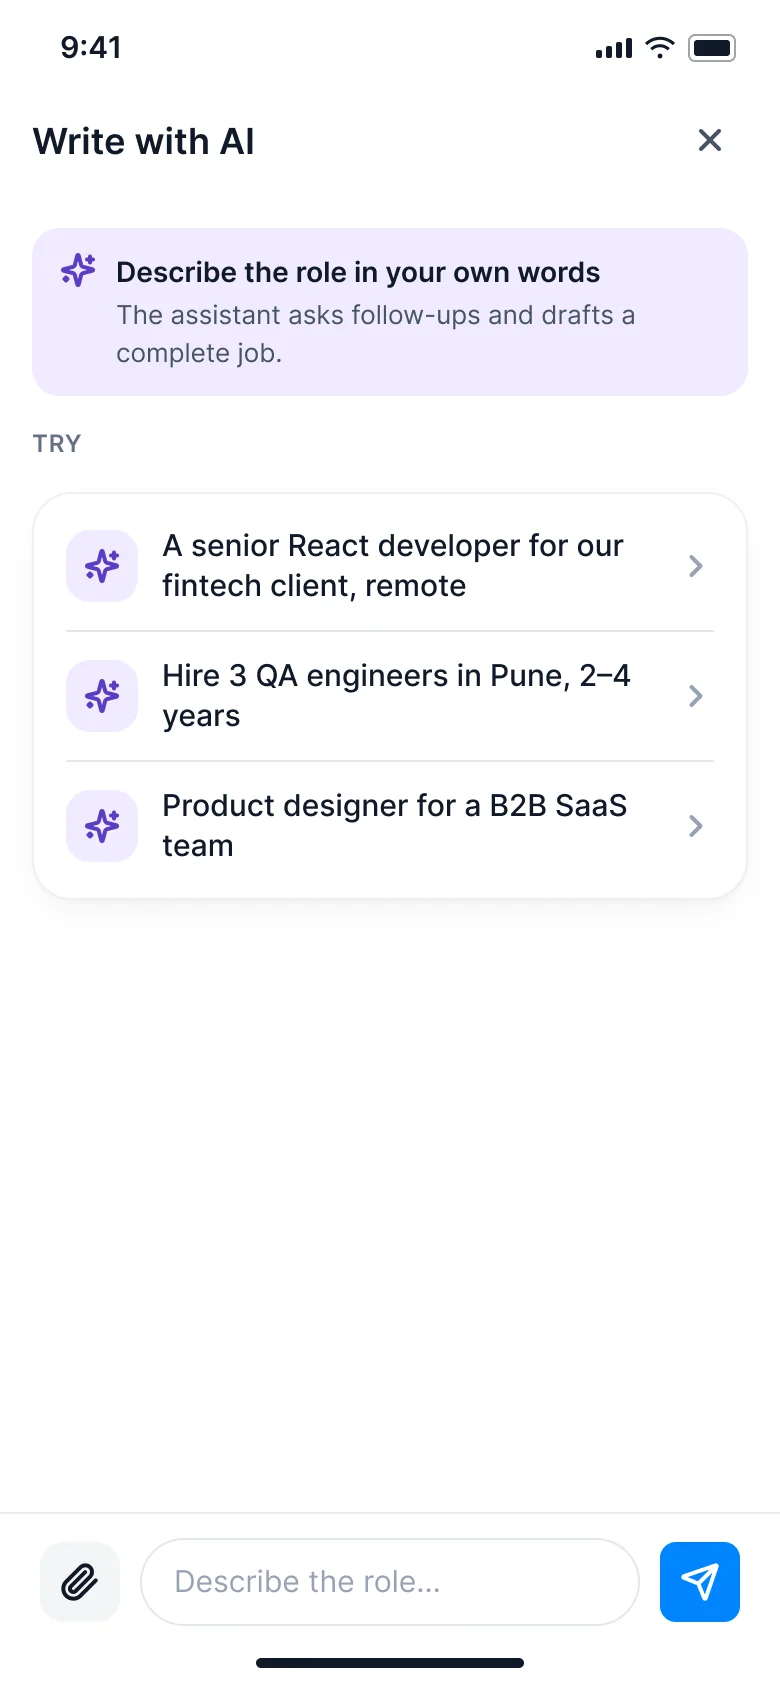 9:41
Write with AI
Describe the role in your own words
The assistant asks follow-ups and drafts a
complete job.
TRY
A senior React developer for our
fintech client, remote
Hire 3 QA engineers in Pune, 2–4
years
Product designer for a B2B SaaS
team
Describe the role...